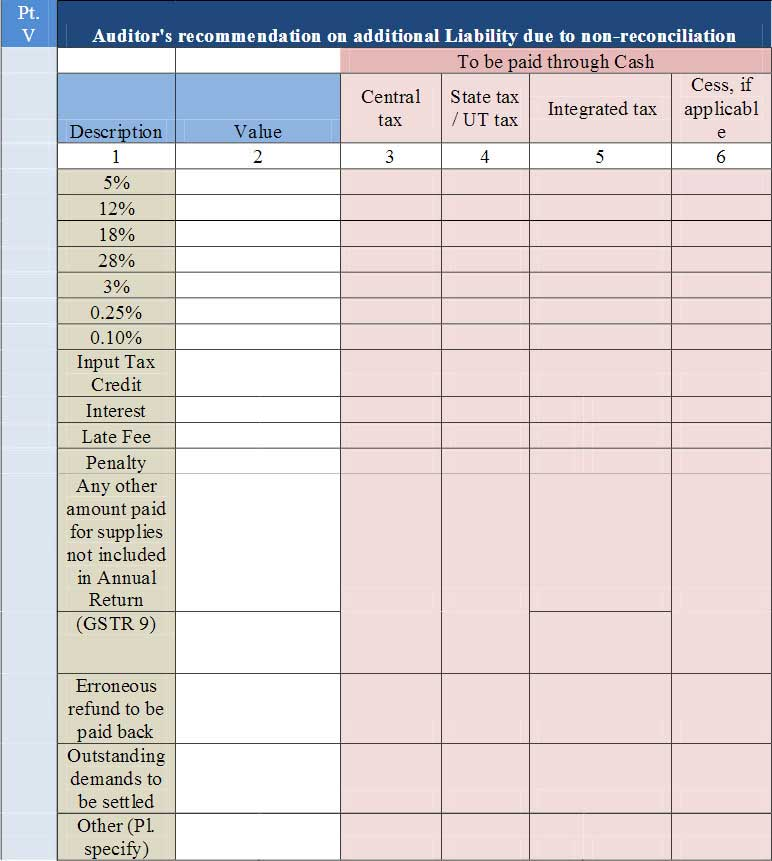 Pt.
V
Auditor's recommendation on additional Liability due to non-reconciliation
To be paid through Cash
Description
Value
Central
tax
State tax
/ UT tax
Integrated tax
Cess, if
applicabl
e
1 2 3 4 5 6
5%
12%
18%
28%
3%
0.25%
0.10%
Input Tax
Credit
Interest
Late Fee
Penalty
Any other
amount paid
for supplies
not included
in Annual
Return
(GSTR 9)
Erroneous
refund to be
paid back
Outstanding
demands to
be settled
Other (Pl.
specify)